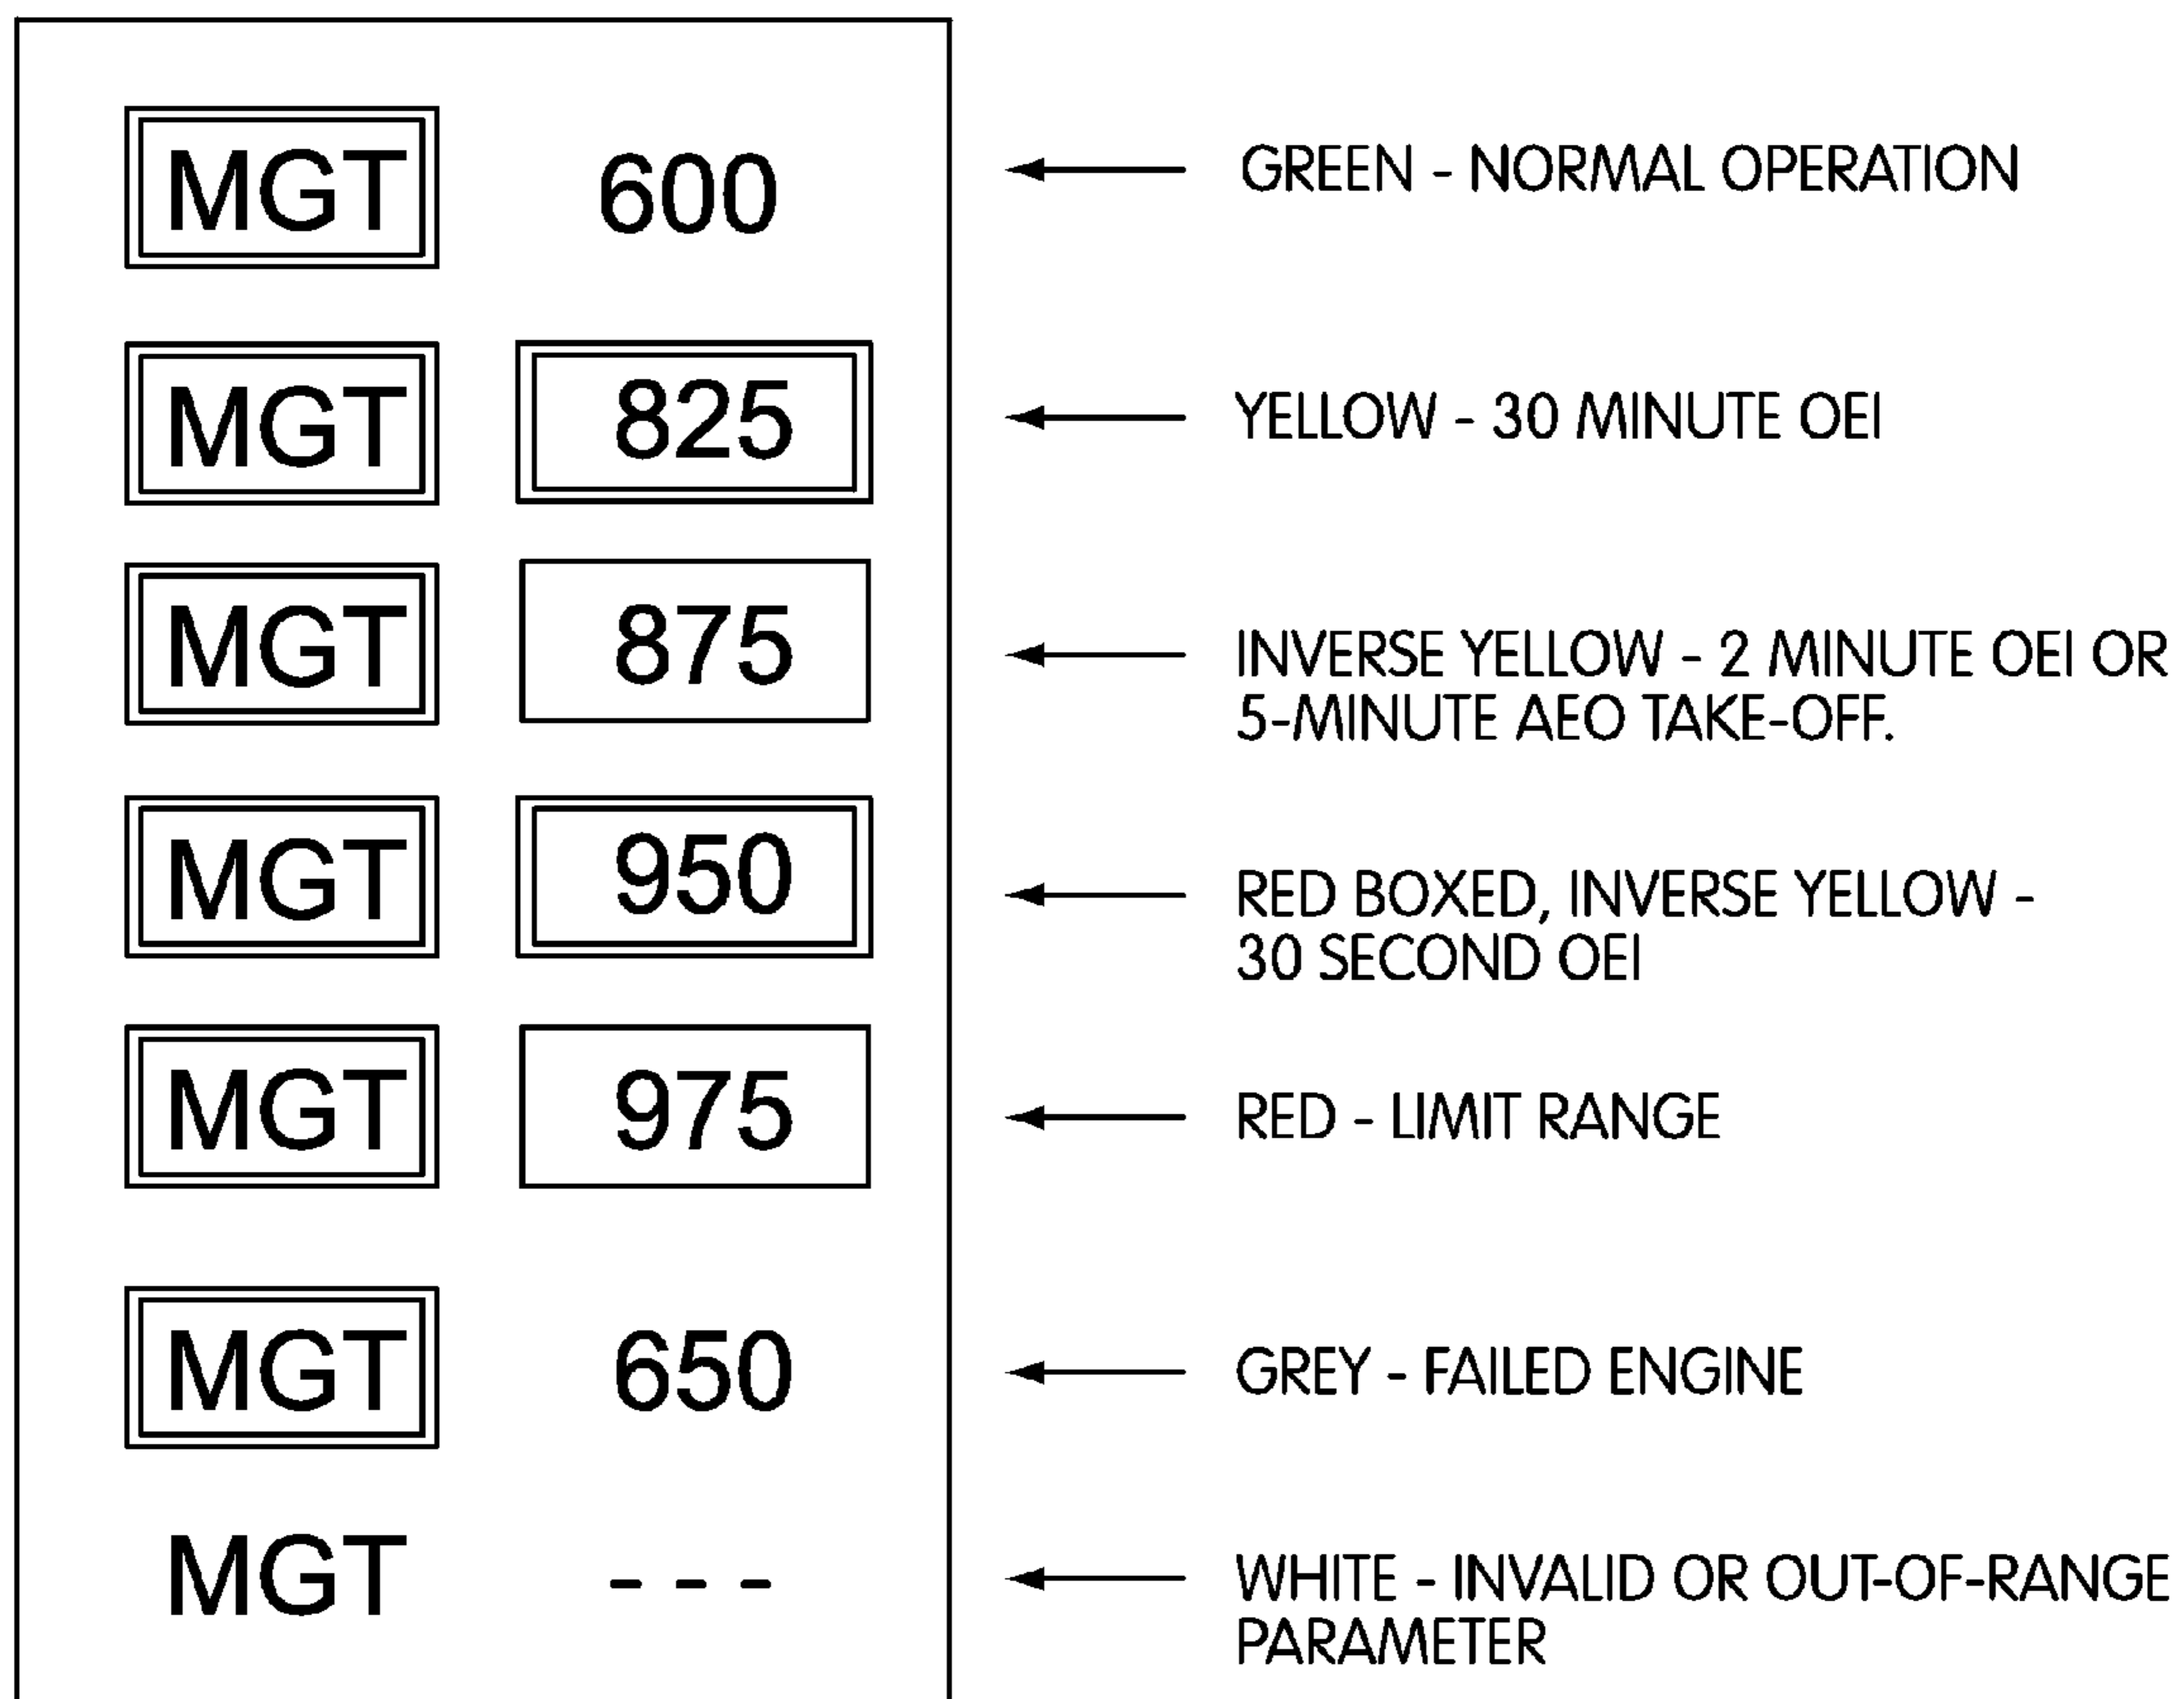 MGT 600 GREEN - NORMAL OPERATION
MGT 825 YELLOW - 30 MINUTE OEI
MGT 875 INVERSE YELLOW - 2 MINUTE OEI OR
5-MINUTE AEO TAKE-OFF.
MGT 950 RED BOXED, INVERSE YELLOW -
30 SECOND OEI
MGT 975 RED - LIMIT RANGE
MGT 650 GREY - FAILED ENGINE
MGT - - - WHITE - INVALID OR OUT-OF-RANGE
PARAMETER